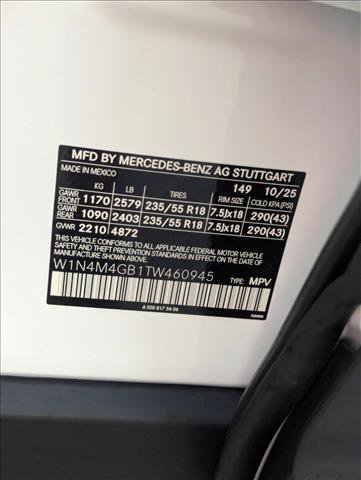 MFD BY MERCEDES-BENZ AG STUTTGART
MADE IN MEXICO 149 10/25
KG LB TIRES RIM SIZE COLD KPA (PSI)
GAWR FRONT 1170 2579 235/55 R18 7.5Jx18 290(43)
GAWR REAR 1090 2403 235/55 R18 7.5Jx18 290(43)
GVWR 2210 4872
THIS VEHICLE CONFORMS TO ALL APPLICABLE FEDERAL MOTOR VEHICLE
SAFETY STANDARDS IN EFFECT ON THE DATE OF MANUFACTURE SHOWN ABOVE.
W1N4M4GB1TW460945 TYPE: MPV
A 000 817 54 04